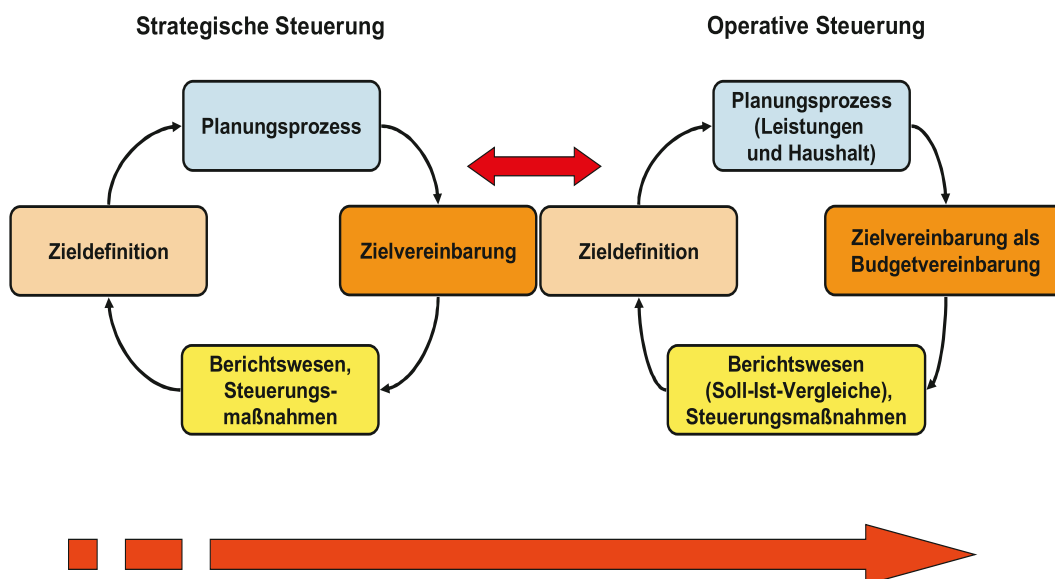 Strategische Steuerung
Operative Steuerung
Planungsprozess
Planungsprozess
(Leistungen
und Haushalt)
Zieldefinition
Zielvereinbarung
Zieldefinition
Zielvereinbarung als
Budgetvereinbarung
Berichtswesen,
Steuerungs-
maßnahmen
Berichtswesen
(Soll-Ist-Vergleiche),
Steuerungsmaßnahmen